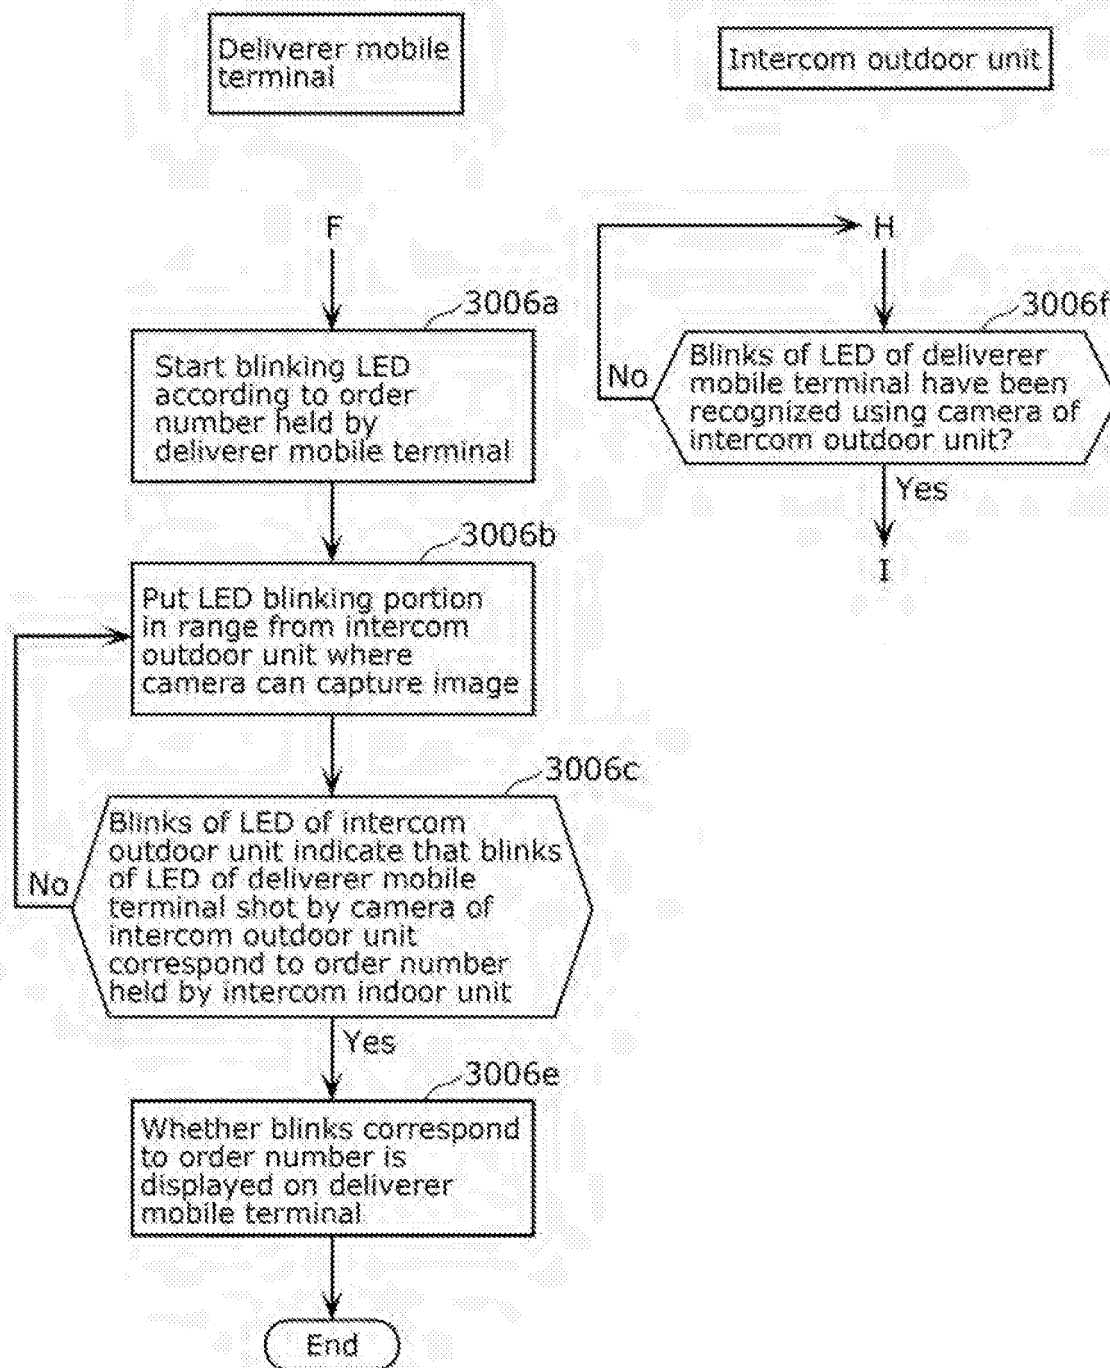 Deliverer mobile
terminal
Intercom outdoor unit
F
3006a
Start blinking LED
according to order
number held by
deliverer mobile terminal
3006b
Put LED blinking portion
in range from intercom
outdoor unit where
camera can capture image
3006c
Blinks of LED of intercom
outdoor unit indicate that blinks
of LED of deliverer mobile
terminal shot by camera of
intercom outdoor unit
correspond to order number
held by intercom indoor unit
No
Yes
3006e
Whether blinks correspond
to order number is
displayed on deliverer
mobile terminal
End
H
3006f
Blinks of LED of deliverer
mobile terminal have been
recognized using camera of
intercom outdoor unit?
No
Yes
I